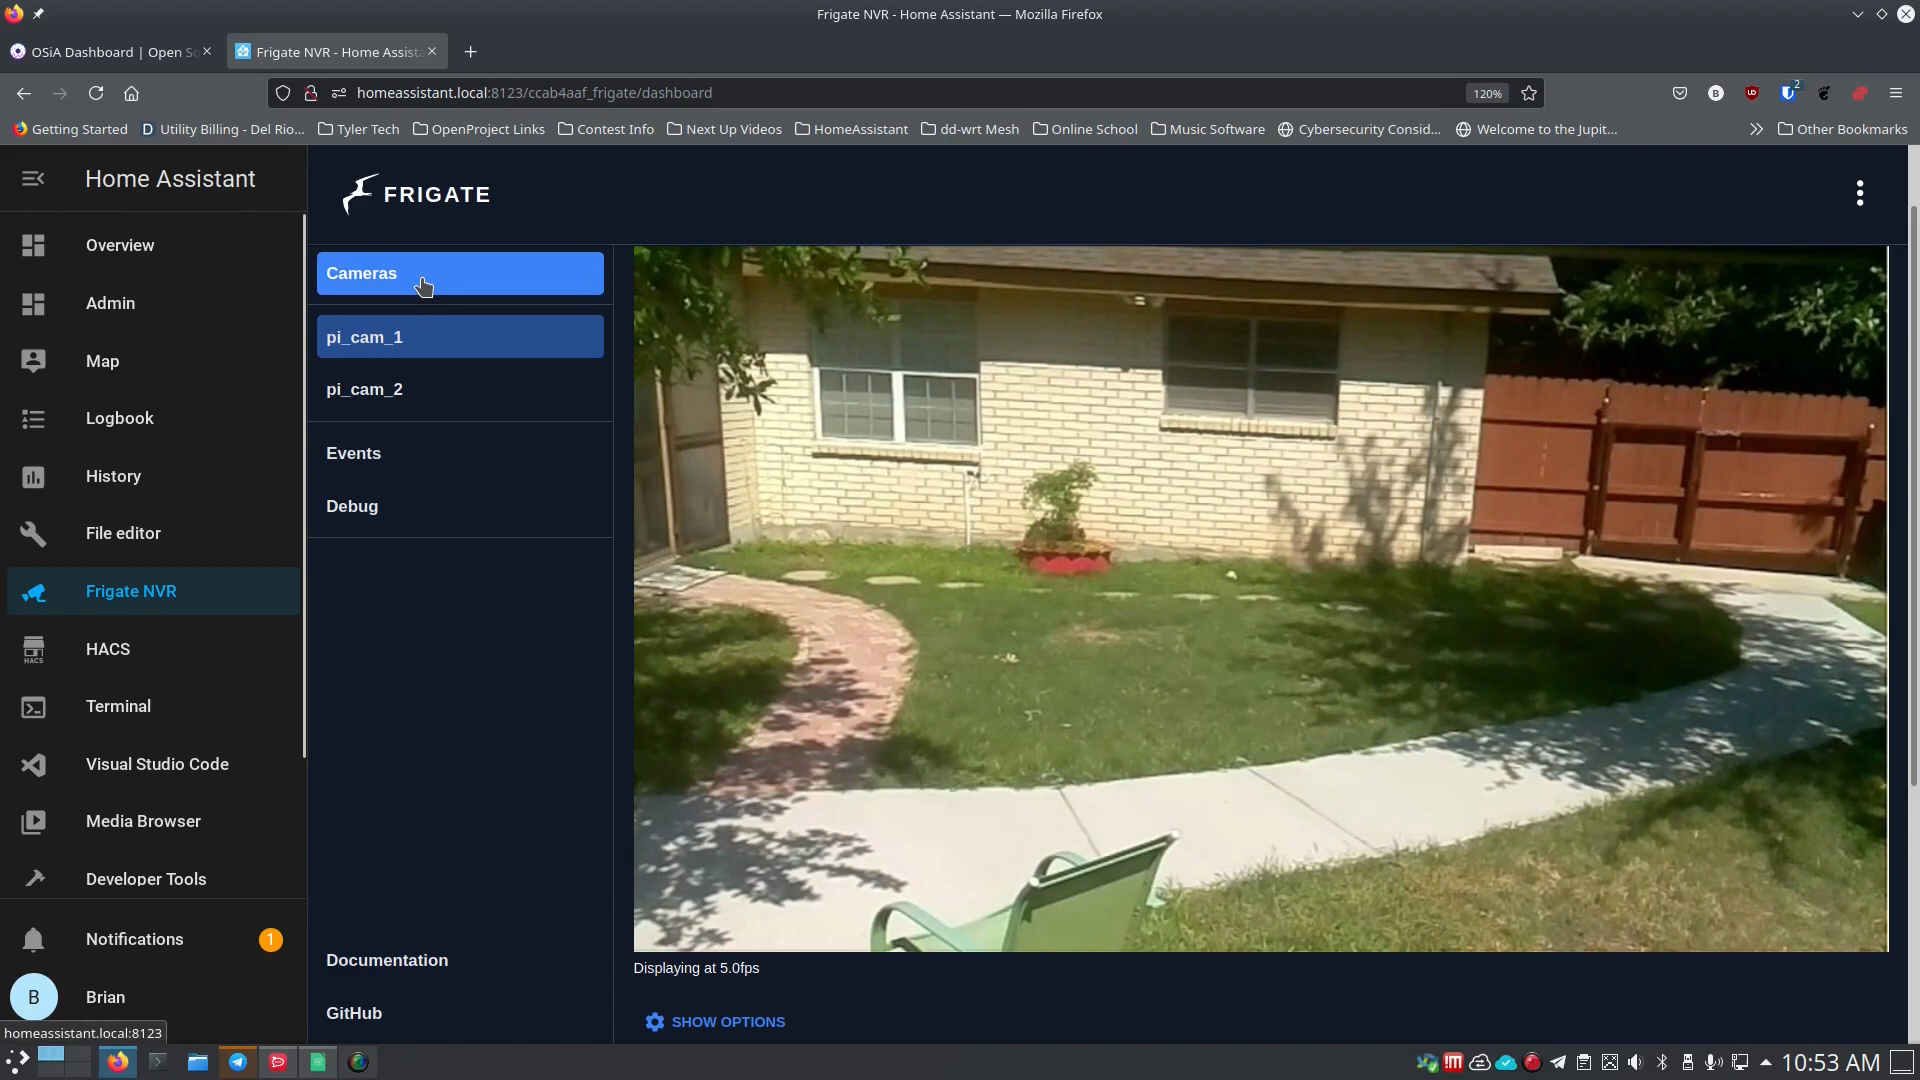 Frigate NVR - Home Assistant — Mozilla Firefox
OSiA Dashboard | Open So
Frigate NVR - Home Assista
homeassistant.local:8123/ccab4aaf_frigate/dashboard
120%
2
Getting Started
Utility Billing - Del Rio...
Tyler Tech
OpenProject Links
Contest Info
Next Up Videos
HomeAssistant
dd-wrt Mesh
Online School
Music Software
Cybersecurity Consid...
Welcome to the Jupit...
Other Bookmarks
Home Assistant
Overview
Admin
Map
Logbook
History
File editor
Frigate NVR
HACS
HACS
Terminal
Visual Studio Code
Media Browser
Developer Tools
Notifications
1
B
Brian
homeassistant.local:8123
FRIGATE
Cameras
pi_cam_1
pi_cam_2
Events
Debug
Documentation
GitHub
Displaying at 5.0fps
SHOW OPTIONS
10:53 AM